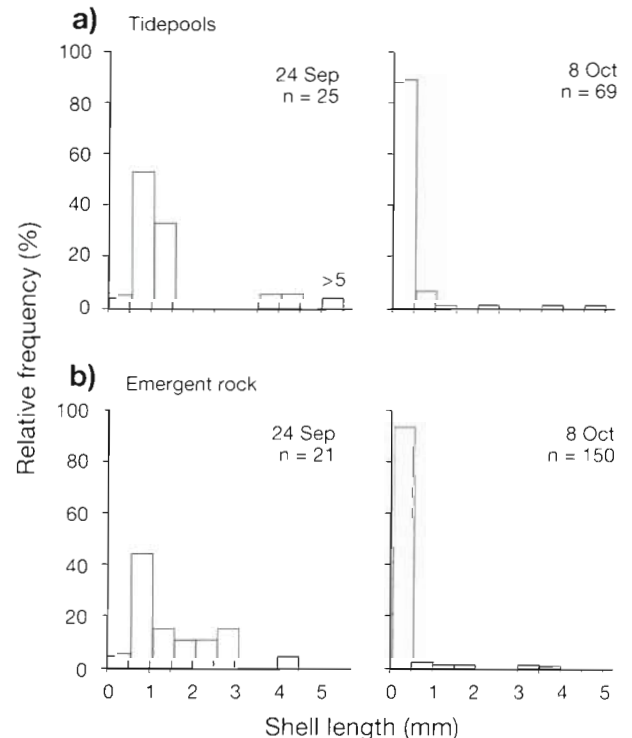 a) Tidepools
100
80
60
40
20
0
24 Sep
n = 25
>5
8 Oct
n = 69
Relative frequency (%)
b) Emergent rock
100
80
60
40
20
0
24 Sep
n = 21
8 Oct
n = 150
0 1 2 3 4 5
0 1 2 3 4 5
Shell length (mm)